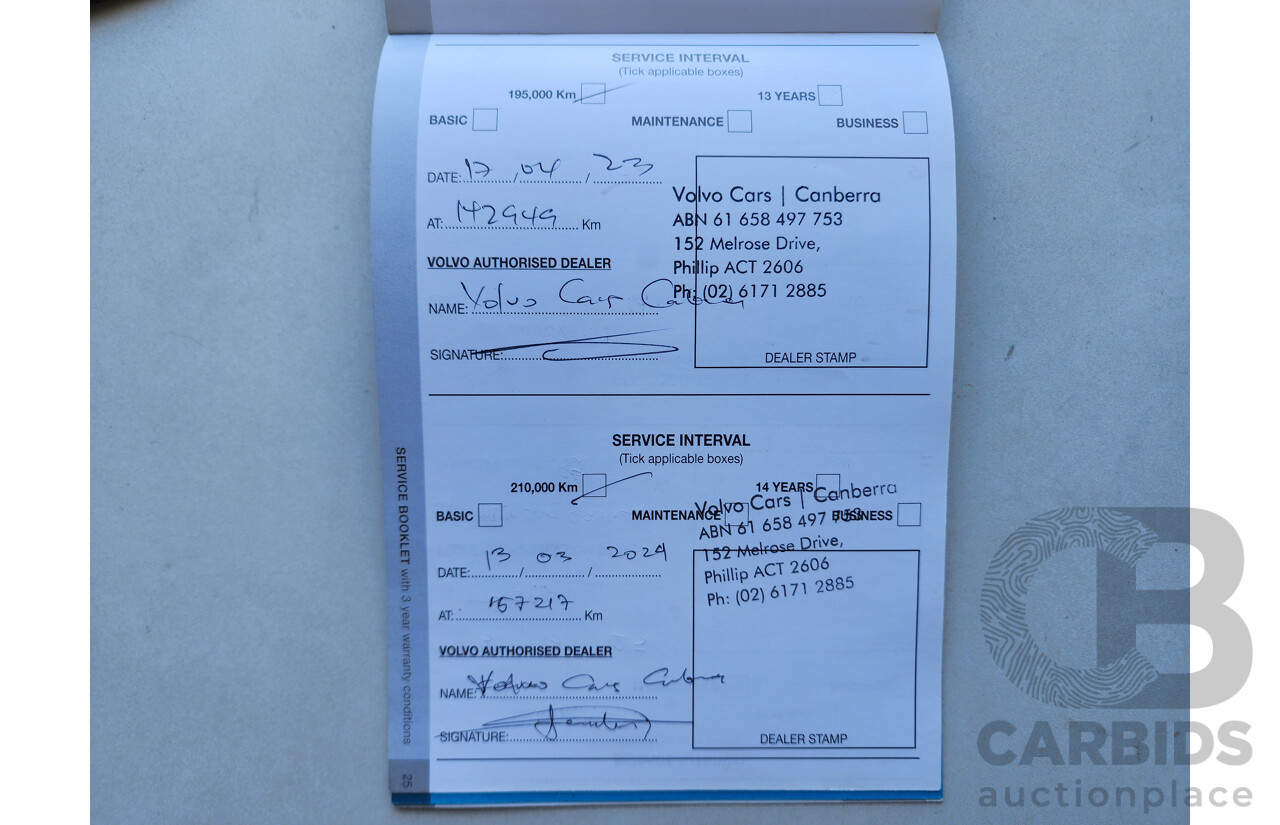 SERVICE INTERVAL
(Tick applicable boxes)
195,000 Km 13 YEARS
BASIC MAINTENANCE BUSINESS
DATE: 17, 04, 23
AT: 142949 Km
VOLVO AUTHORISED DEALER
NAME: Volvo Cars
SIGNATURE:
Volvo Cars | Canberra
ABN 61 658 497 753
152 Melrose Drive,
Phillip ACT 2606
Ph: (02) 6171 2885
DEALER STAMP
SERVICE INTERVAL
(Tick applicable boxes)
210,000 Km 14 YEARS
BASIC MAINTENANCE BUSINESS
DATE: 13 / 03 / 2024
AT: 157217 Km
VOLVO AUTHORISED DEALER
NAME: Volvo Cars
SIGNATURE:
Volvo Cars | Canberra
ABN 61 658 497 753
152 Melrose Drive,
Phillip ACT 2606
Ph: (02) 6171 2885
DEALER STAMP
SERVICE BOOKLET with 3 year warranty conditions
25
CB
CARBIDS
auctionplace